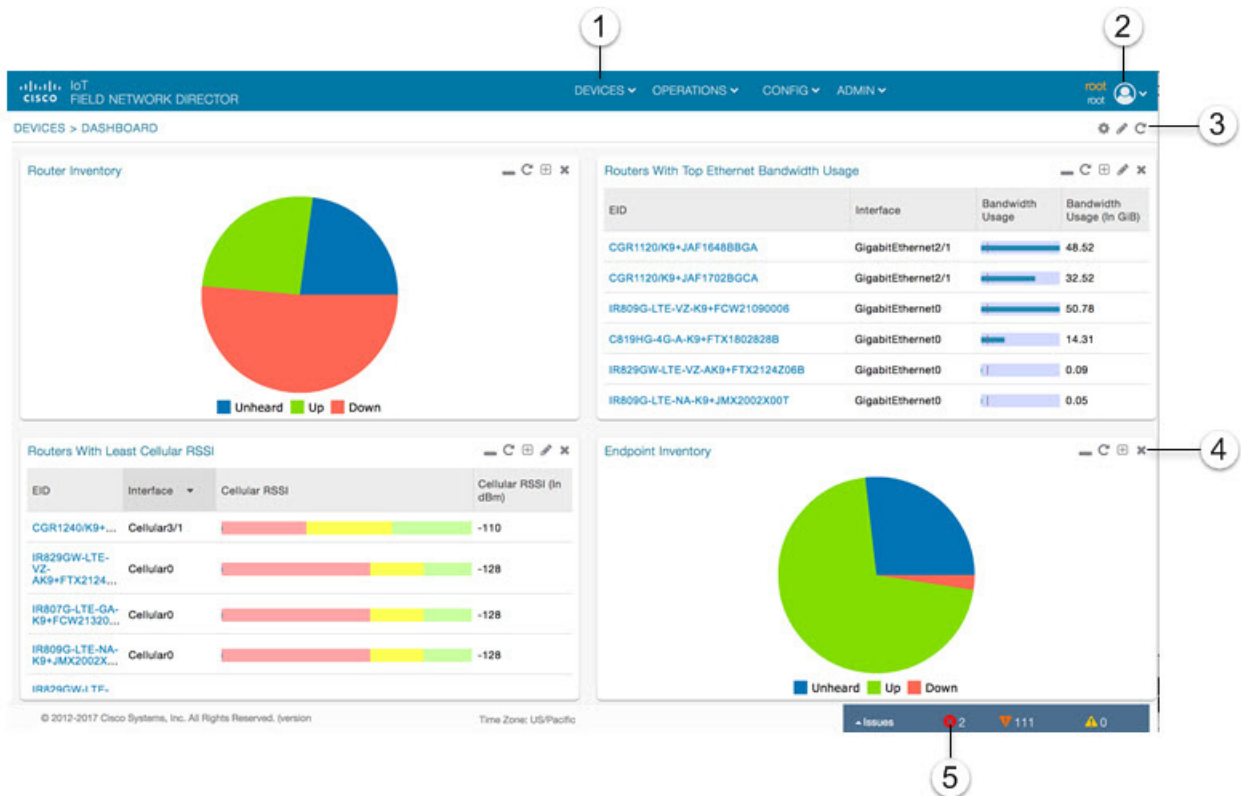 1
2
IoT
CISCO FIELD NETWORK DIRECTOR
DEVICES OPERATIONS CONFIG ADMIN
root
root
DEVICES > DASHBOARD
3
Router Inventory
Unheard Up Down
Routers With Top Ethernet Bandwidth Usage
EID Interface Bandwidth Usage Bandwidth Usage (In GiB)
CGR1120/K9+JAF1648BBGA GigabitEthernet2/1 48.52
CGR1120/K9+JAF1702BGCA GigabitEthernet2/1 32.52
IR809G-LTE-VZ-K9+FCW21090006 GigabitEthernet0 50.78
C819HG-4G-A-K9+FTX1802828B GigabitEthernet0 14.31
IR829GW-LTE-VZ-AK9+FTX2124Z06B GigabitEthernet0 0.09
IR809G-LTE-NA-K9+JMX2002X00T GigabitEthernet0 0.05
Routers With Least Cellular RSSI
EID Interface Cellular RSSI Cellular RSSI (In dBm)
CGR1240/K9+... Cellular3/1 -110
IR829GW-LTE-
VZ-
AK9+FTX2124... Cellular0 -128
IR807G-LTE-GA-
K9+FCW21320... Cellular0 -128
IR809G-LTE-NA-
K9+JMX2002X... Cellular0 -128
IR829GW-LTE-
Endpoint Inventory
4
Unheard Up Down
© 2012-2017 Cisco Systems, Inc. All Rights Reserved. (version
Time Zone: US/Pacific
Issues 2 111 0
5